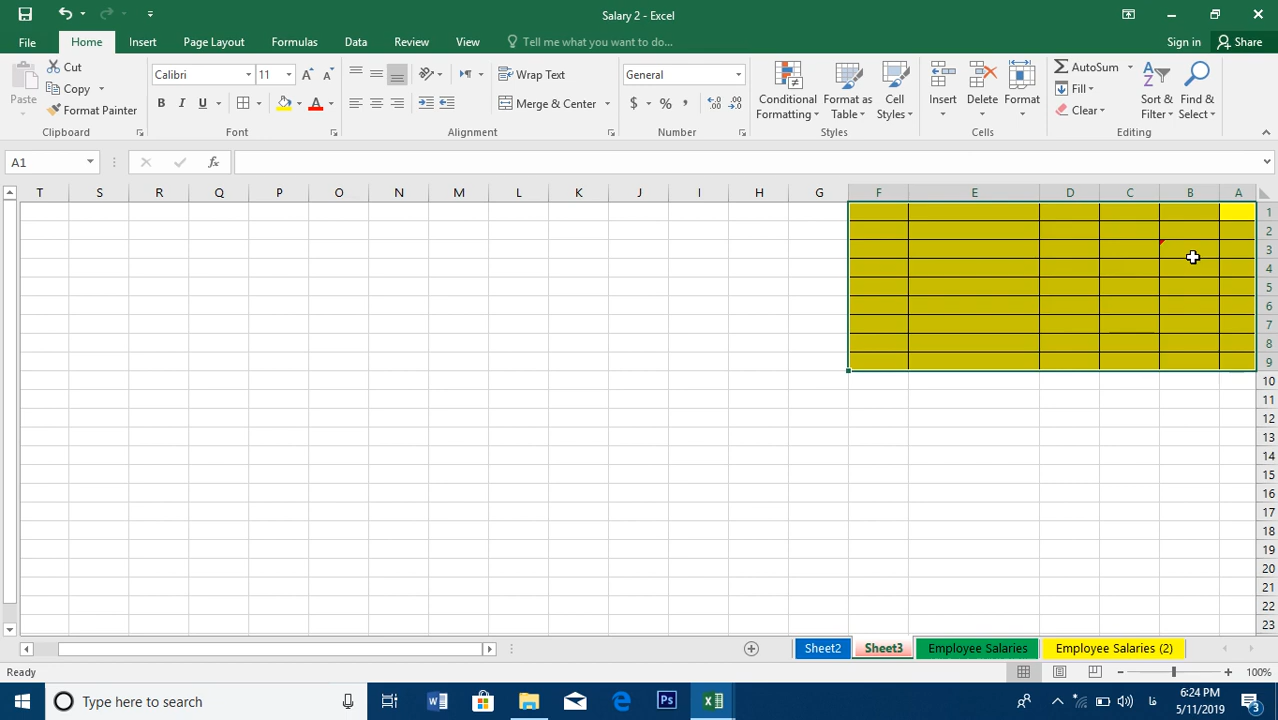 Salary 2 - Excel
File
Home
Insert
Page Layout
Formulas
Data
Review
View
Tell me what you want to do...
Sign in
Share
Paste
Cut
Copy
Format Painter
Clipboard
Calibri
11
B I U
Font
Wrap Text
Merge & Center
Alignment
General
$ % ,
Number
Conditional Formatting
Format as Table
Cell Styles
Styles
Insert
Delete
Format
Cells
AutoSum
Fill
Clear
Sort & Filter
Find & Select
Editing
A1
fx
T S R Q P O N M L K J I H G F E D C B A
1
2
3
4
5
6
7
8
9
10
11
12
13
14
15
16
17
18
19
20
21
22
23
Sheet2
Sheet3
Employee Salaries
Employee Salaries (2)
Ready
100%
Type here to search
فا
6:24 PM
5/11/2019
3